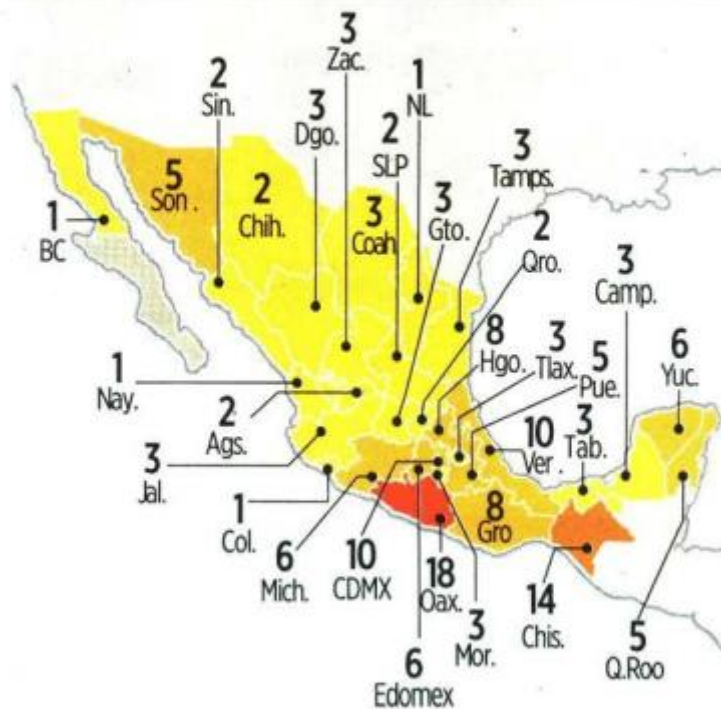 3
Zac.
2
Sin.
1
NL
3
Dgo.
2
SLP
3
Tamps.
5
Son .
2
Chih.
3
Coah
3
Gto.
2
Qro.
1
BC
3
Camp.
8
Hgo.
3
Tlax.
5
Pue.
6
Yuc.
1
Nay.
2
Ags.
10
Ver .
3
Tab.
3
Jal.
1
Col.
8
Gro
6
Mich.
10
CDMX
18
Oax.
14
Chis.
3
Mor.
5
Q.Roo
6
Edomex